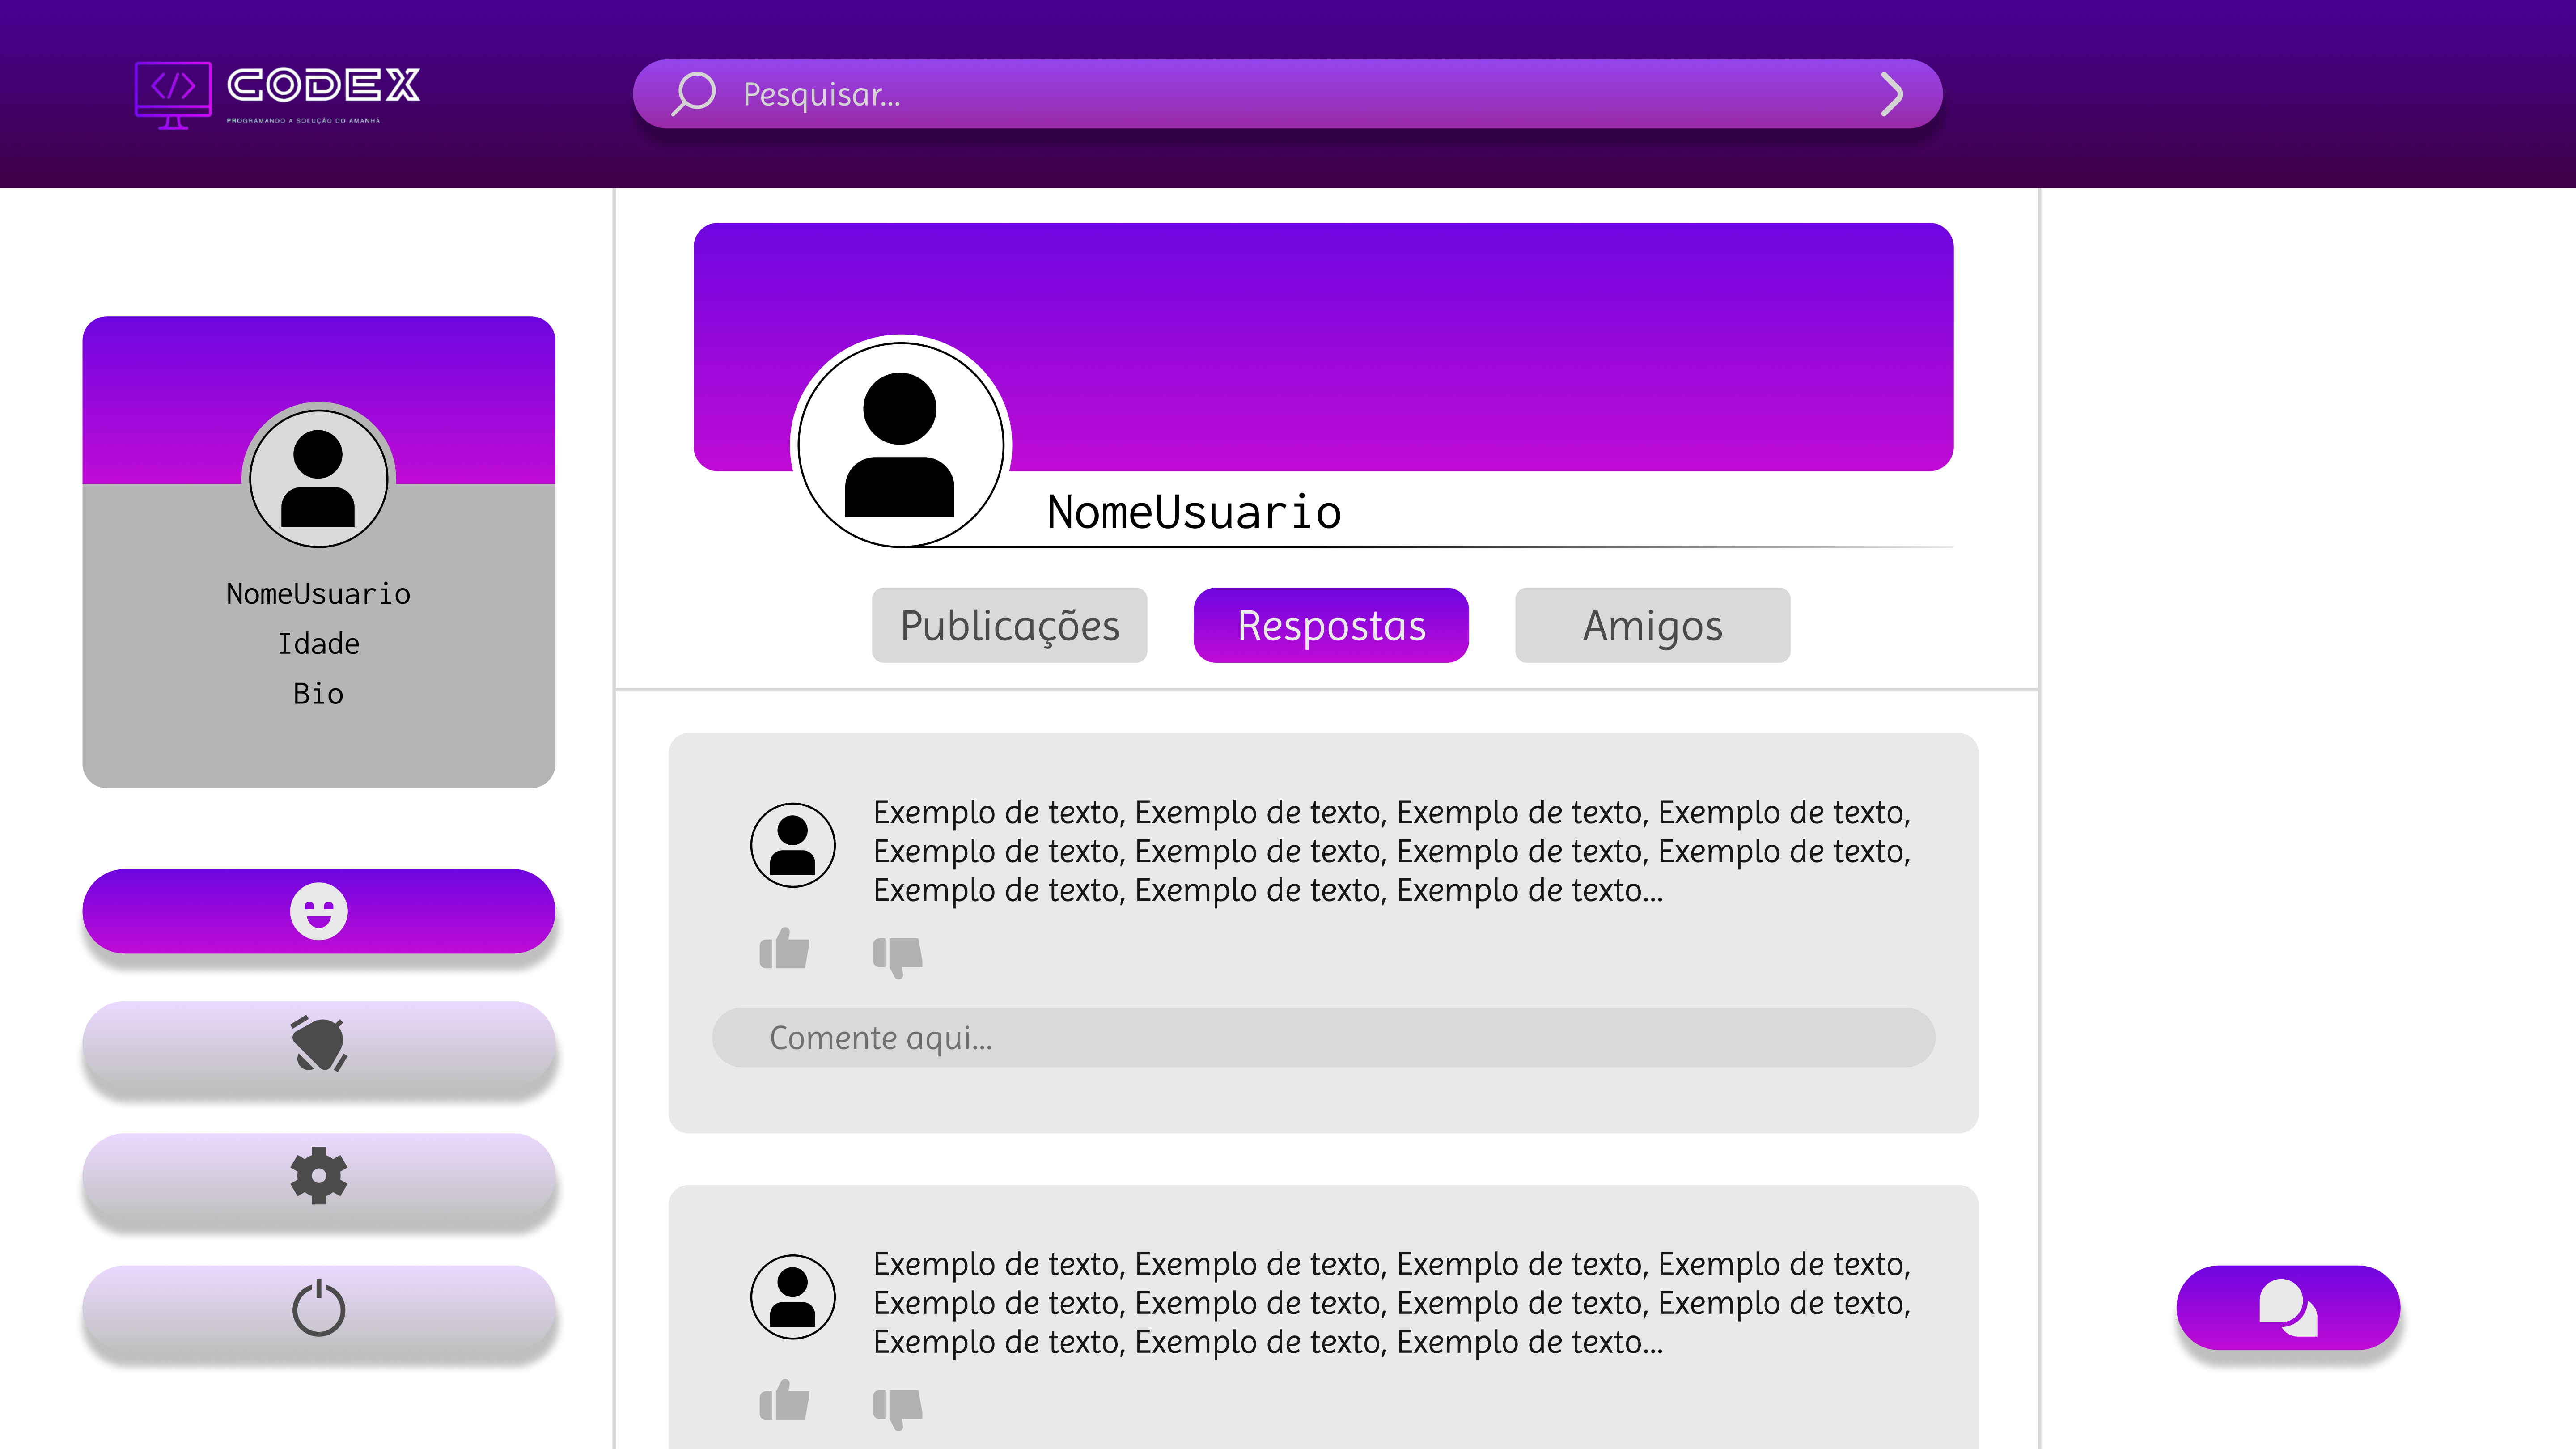 </>
CODEX
PROGRAMANDO A SOLUÇÃO DO AMANHÃ
Pesquisar...
NomeUsuario
Idade
Bio
NomeUsuario
Publicações
Respostas
Amigos
Exemplo de texto, Exemplo de texto, Exemplo de texto, Exemplo de texto,
Exemplo de texto, Exemplo de texto, Exemplo de texto, Exemplo de texto,
Exemplo de texto, Exemplo de texto, Exemplo de texto...
Comente aqui...
Exemplo de texto, Exemplo de texto, Exemplo de texto, Exemplo de texto,
Exemplo de texto, Exemplo de texto, Exemplo de texto, Exemplo de texto,
Exemplo de texto, Exemplo de texto, Exemplo de texto...